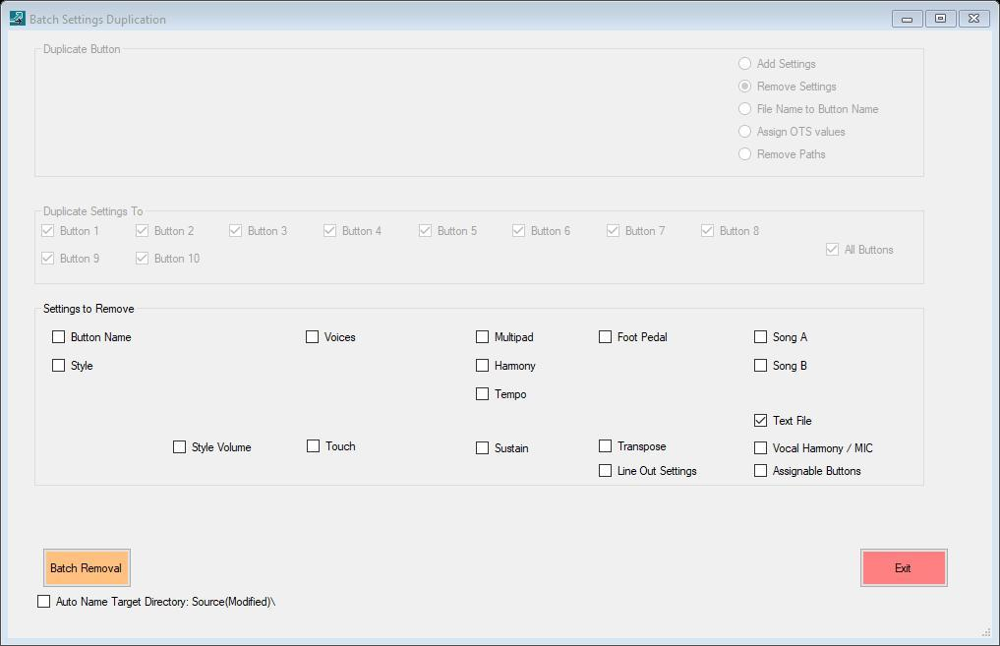 Batch Settings Duplication
Duplicate Button
Add Settings
Remove Settings
File Name to Button Name
Assign OTS values
Remove Paths
Duplicate Settings To
Button 1 Button 2 Button 3 Button 4 Button 5 Button 6 Button 7 Button 8
All Buttons
Button 9 Button 10
Settings to Remove
Button Name Voices Multipad Foot Pedal Song A
Style Harmony Song B
Tempo
Text File
Style Volume Touch Sustain Transpose Vocal Harmony / MIC
Line Out Settings Assignable Buttons
Batch Removal Exit
Auto Name Target Directory: Source(Modified)\